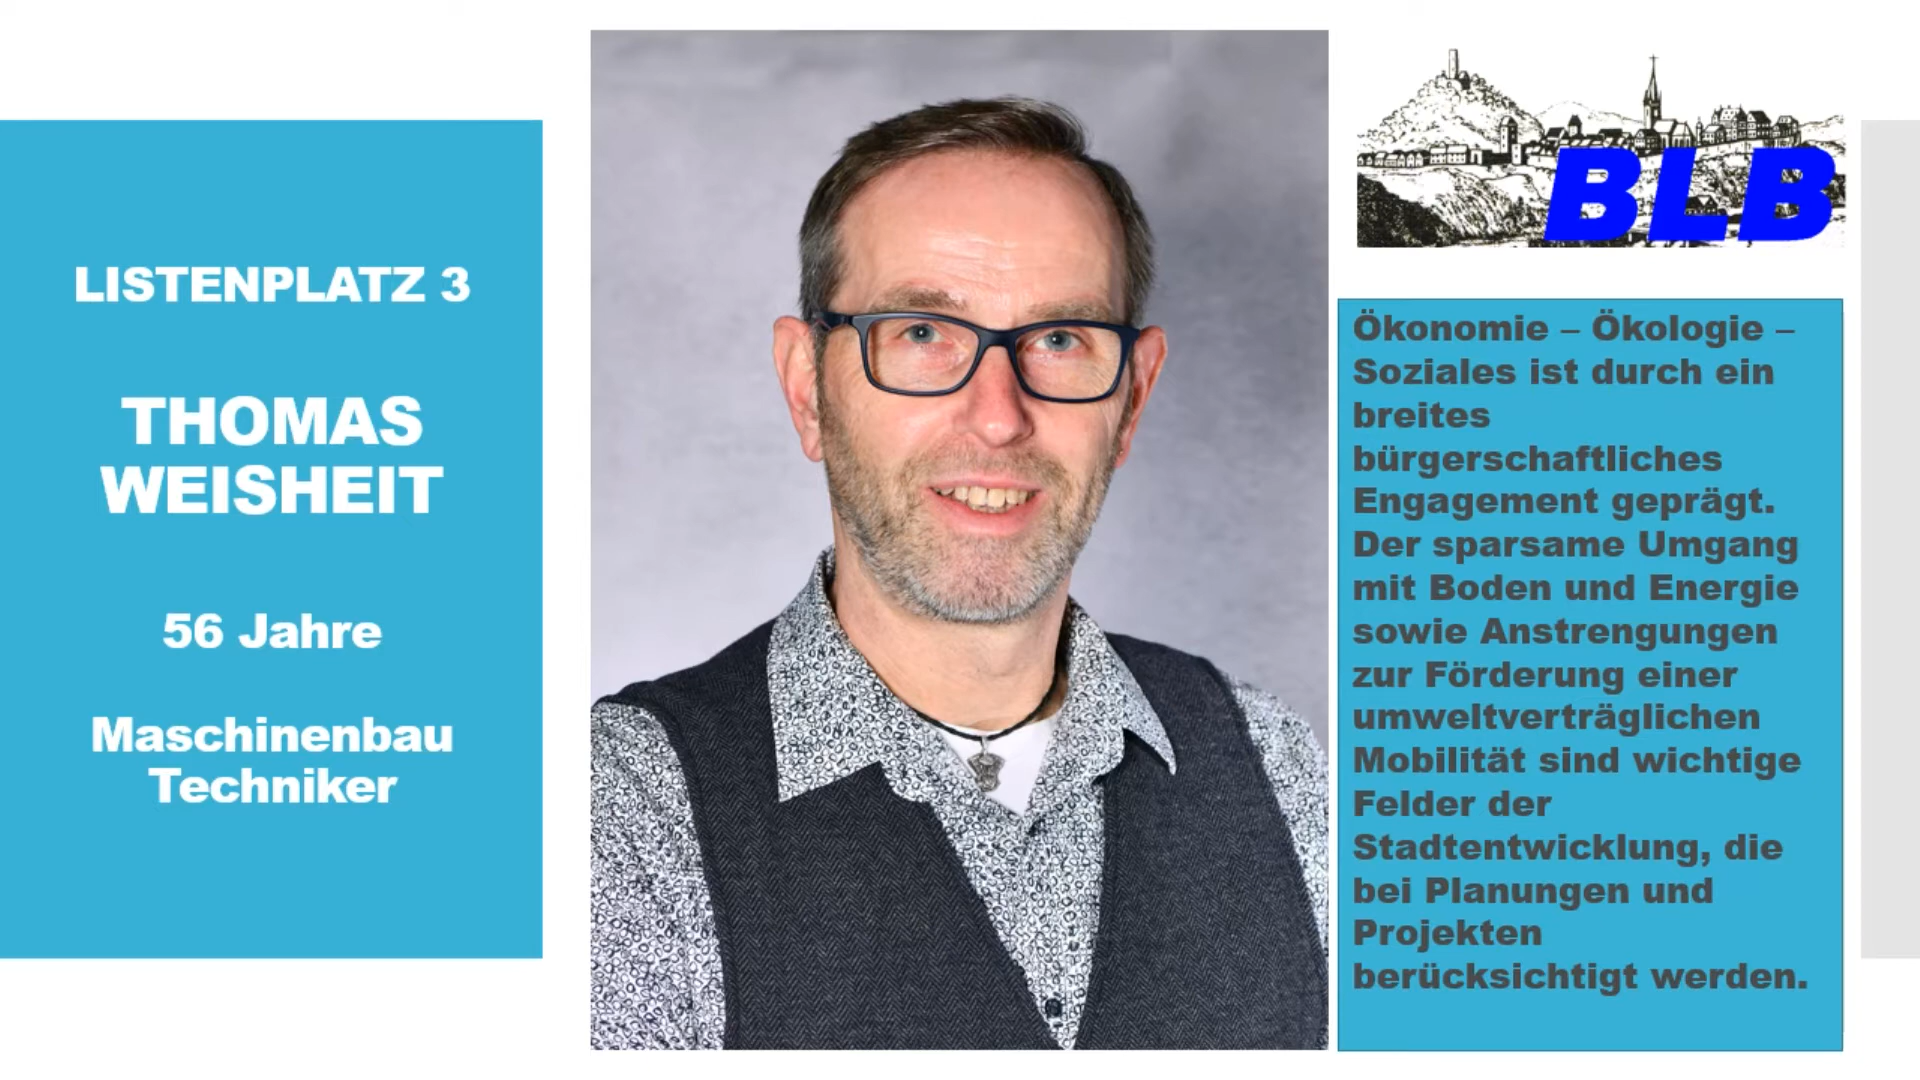 LISTENPLATZ 3
THOMAS
WEISHEIT
56 Jahre
Maschinenbau
Techniker
BLB
Ökonomie – Ökologie –
Soziales ist durch ein
breites
bürgerschaftliches
Engagement geprägt.
Der sparsame Umgang
mit Boden und Energie
sowie Anstrengungen
zur Förderung einer
umweltverträglichen
Mobilität sind wichtige
Felder der
Stadtentwicklung, die
bei Planungen und
Projekten
berücksichtigt werden.